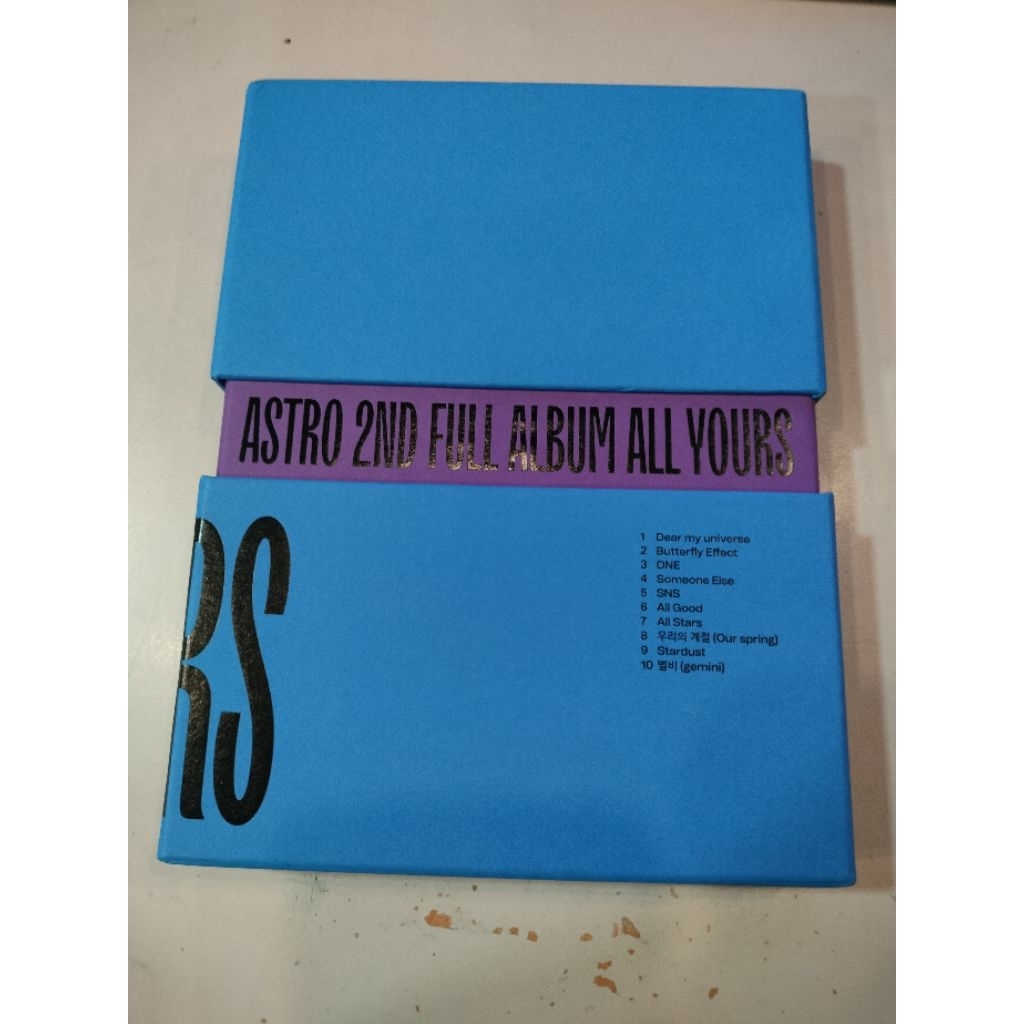 ASTRO 2ND FULL ALBUM ALL YOURS
RS
1 Dear my universe
2 Butterfly Effect
3 ONE
4 Someone Else
5 SNS
6 All Good
7 All Stars
8 우리의 계절 (Our spring)
9 Stardust
10 별비 (gemini)